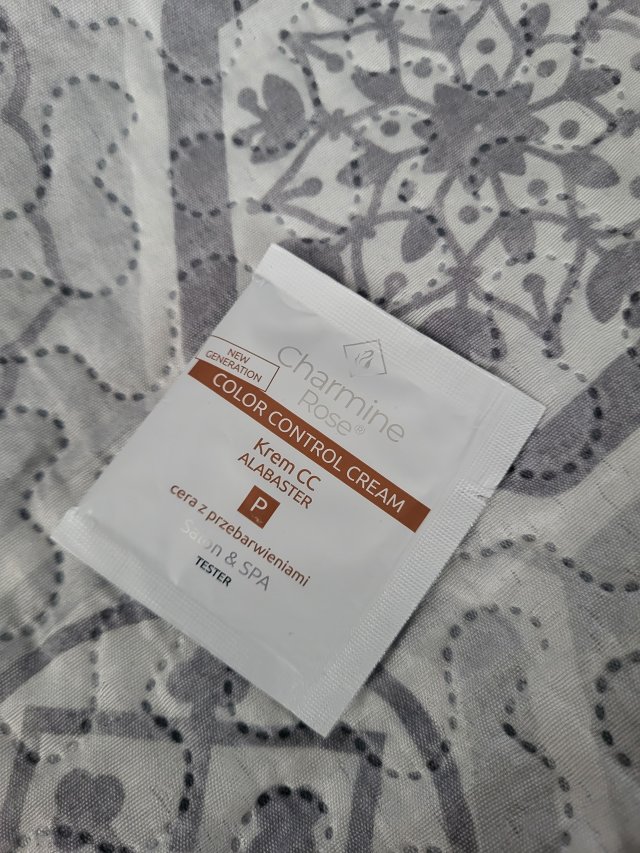 Charmine
Rose®
NEW
GENERATION
COLOR CONTROL CREAM
Krem CC
ALABASTER
P
cera z przebarwieniami
Salon & SPA
TESTER